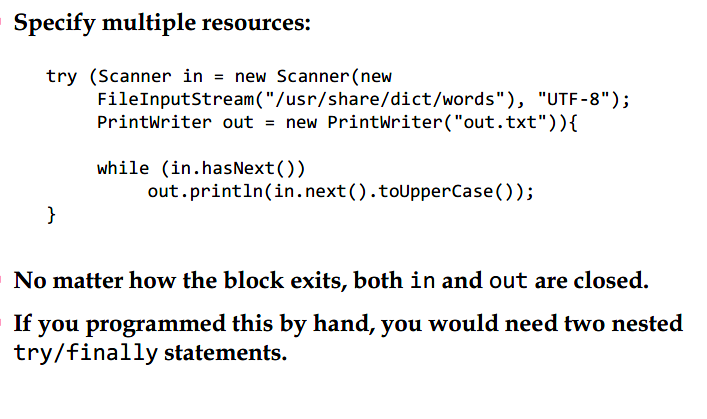 Specify multiple resources:
try (Scanner in = new Scanner(new
FileInputStream("/usr/share/dict/words"), "UTF-8");
PrintWriter out = new PrintWriter("out.txt")){
while (in.hasNext())
out.println(in.next().toUpperCase());
}
No matter how the block exits, both in and out are closed.
If you programmed this by hand, you would need two nested
try/finally statements.